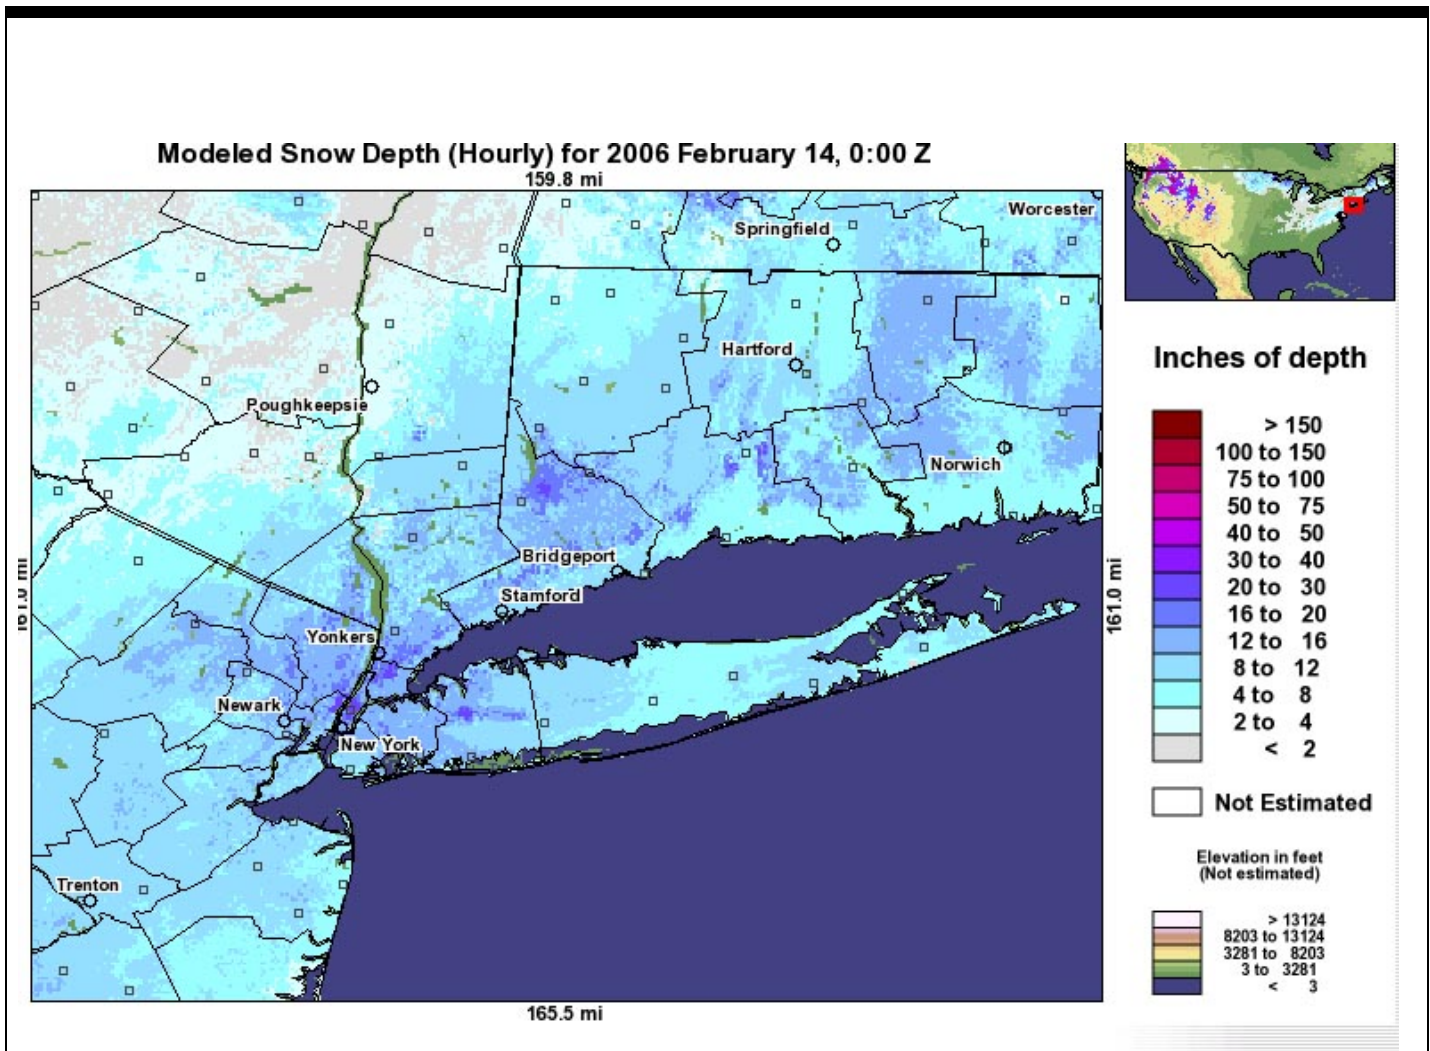 Modeled Snow Depth (Hourly) for 2006 February 14, 0:00 Z
159.8 mi
Worcester
Springfield
Hartford
Poughkeepsie
Norwich
Bridgeport
Stamford
Yonkers
Newark
New York
Trenton
161.0 mi
165.5 mi
Inches of depth
> 150
100 to 150
75 to 100
50 to 75
40 to 50
30 to 40
20 to 30
16 to 20
12 to 16
8 to 12
4 to 8
2 to 4
< 2
Not Estimated
Elevation in feet
(Not estimated)
> 13124
8203 to 13124
3281 to 8203
3 to 3281
< 3